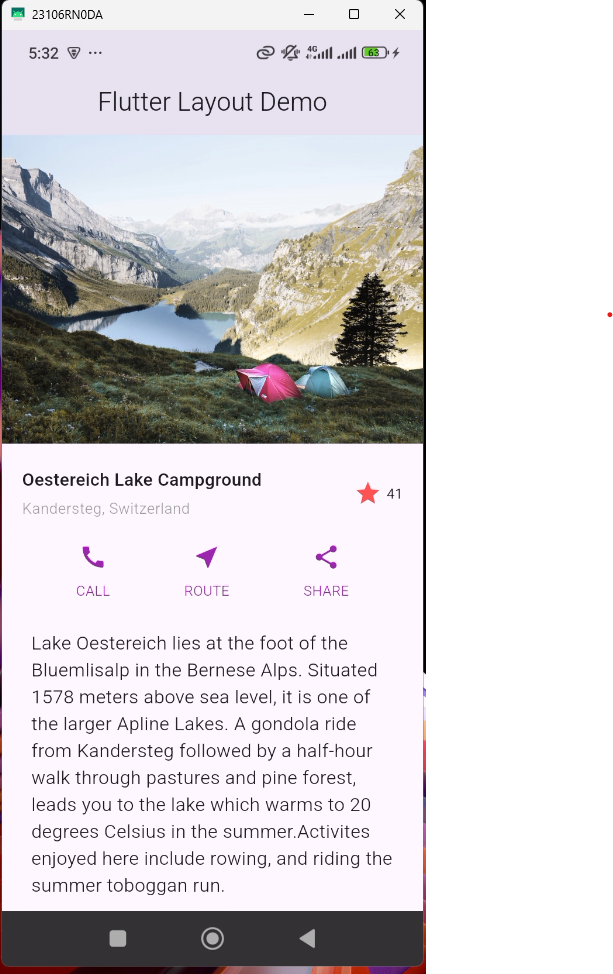 23106RN0DA
5:32
4G
63
Flutter Layout Demo
Oestereich Lake Campground
Kandersteg, Switzerland
41
CALL ROUTE SHARE
Lake Oestereich lies at the foot of the
Bluemlisalp in the Bernese Alps. Situated
1578 meters above sea level, it is one of
the larger Apline Lakes. A gondola ride
from Kandersteg followed by a half-hour
walk through pastures and pine forest,
leads you to the lake which warms to 20
degrees Celsius in the summer.Activites
enjoyed here include rowing, and riding the
summer toboggan run.